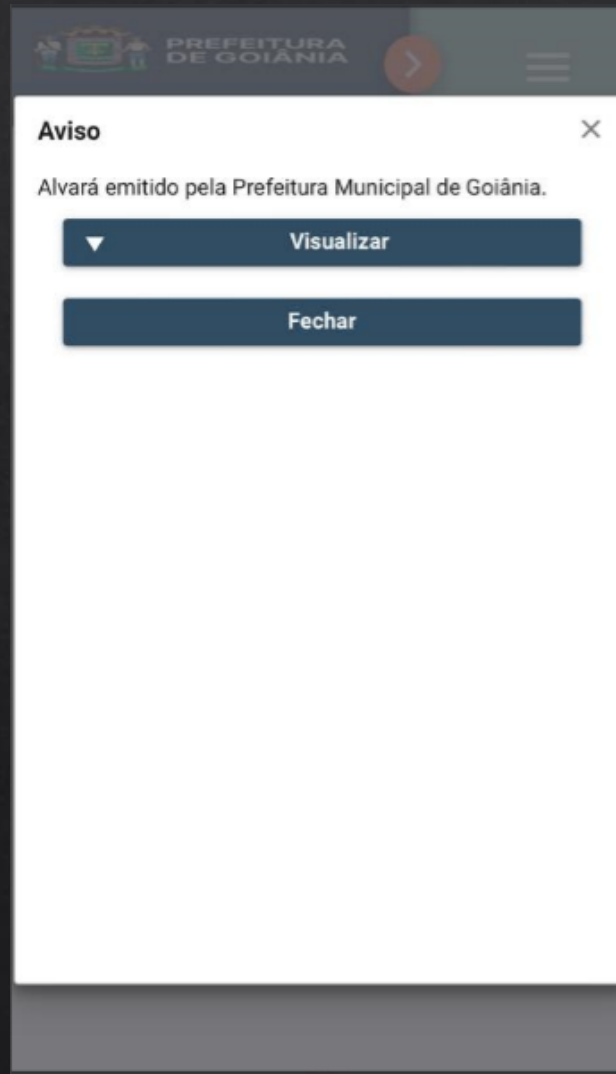 PREFEITURA
DE GOIÂNIA
Aviso
Alvará emitido pela Prefeitura Municipal de Goiânia.
Visualizar
Fechar